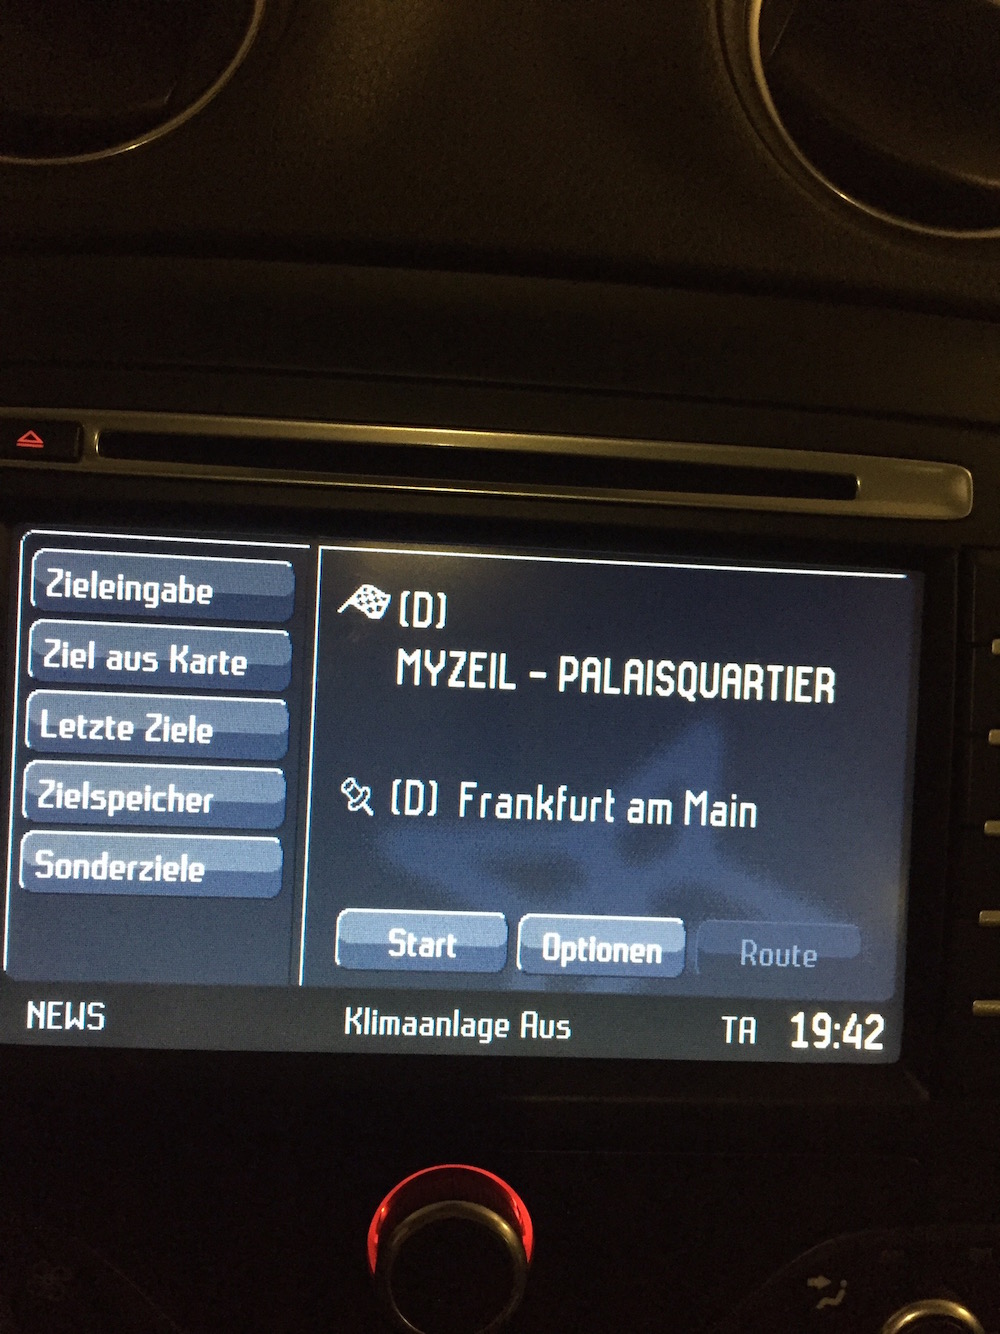 Zieleingabe
Ziel aus Karte
Letzte Ziele
Zielspeicher
Sonderziele
(D)
MYZEIL - PALAISQUARTIER
(D) Frankfurt am Main
Start
Optionen
Route
NEWS
Klimaanlage Aus
TA
19:42